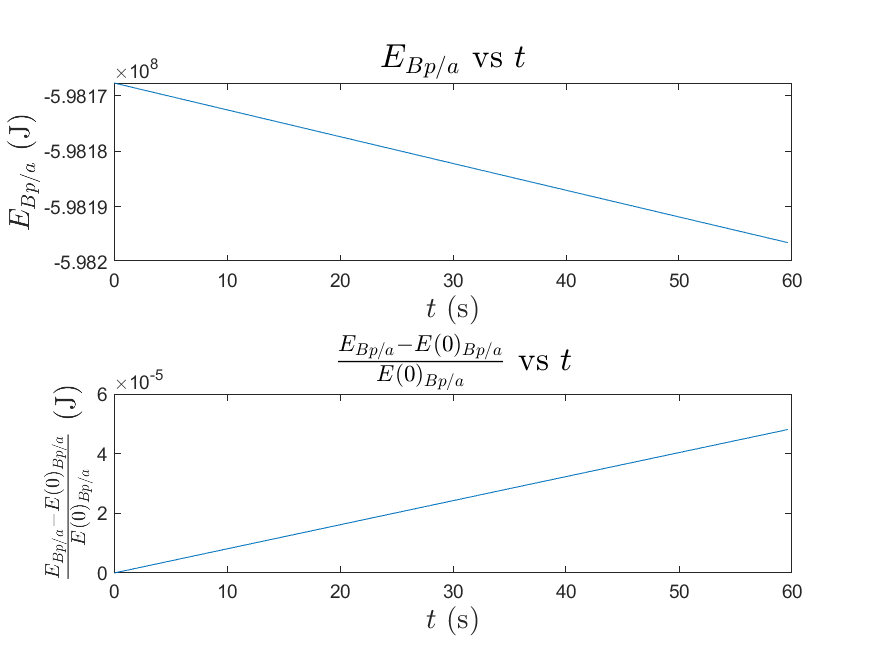 E_{Bp/a} vs t
×10^8
-5.9817
-5.9818
-5.9819
-5.982
E_{Bp/a} (J)
0 10 20 30 40 50 60
t (s)
\frac{E_{Bp/a}-E(0)_{Bp/a}}{E(0)_{Bp/a}} vs t
×10^{-5}
6
4
2
0
\frac{E_{Bp/a}-E(0)_{Bp/a}}{E(0)_{Bp/a}} (J)
0 10 20 30 40 50 60
t (s)